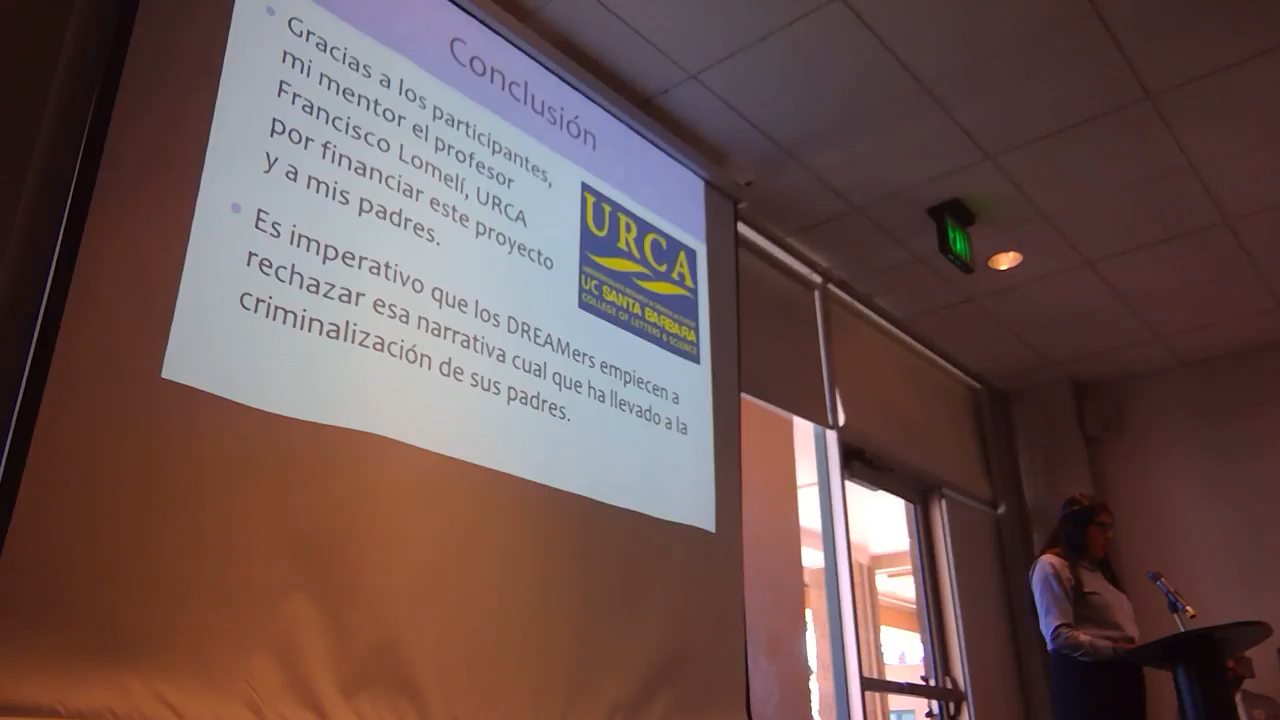 Conclusión
Gracias a los participantes,
mi mentor el profesor
Francisco Lomelí, URCA
por financiar este proyecto
y a mis padres.
Es imperativo que los DREAMers empiecen a
rechazar esa narrativa cual que ha llevado a la
criminalización de sus padres.
URCA
UC SANTA BARBARA
COLLEGE OF LETTERS & SCIENCE
EXIT